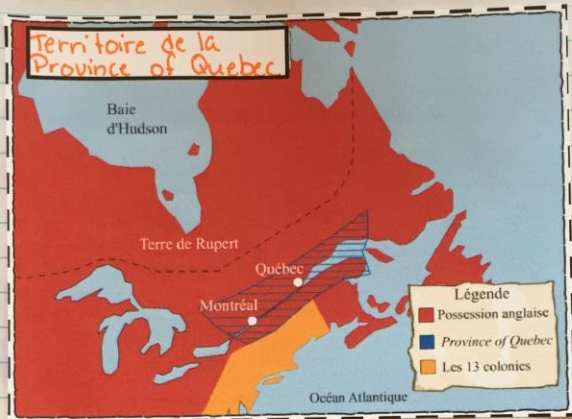 Territoire de la
Province of Quebec
Baie
d'Hudson
Terre de Rupert
Québec
Montréal
Légende
Possession anglaise
Province of Quebec
Les 13 colonies
Océan Atlantique